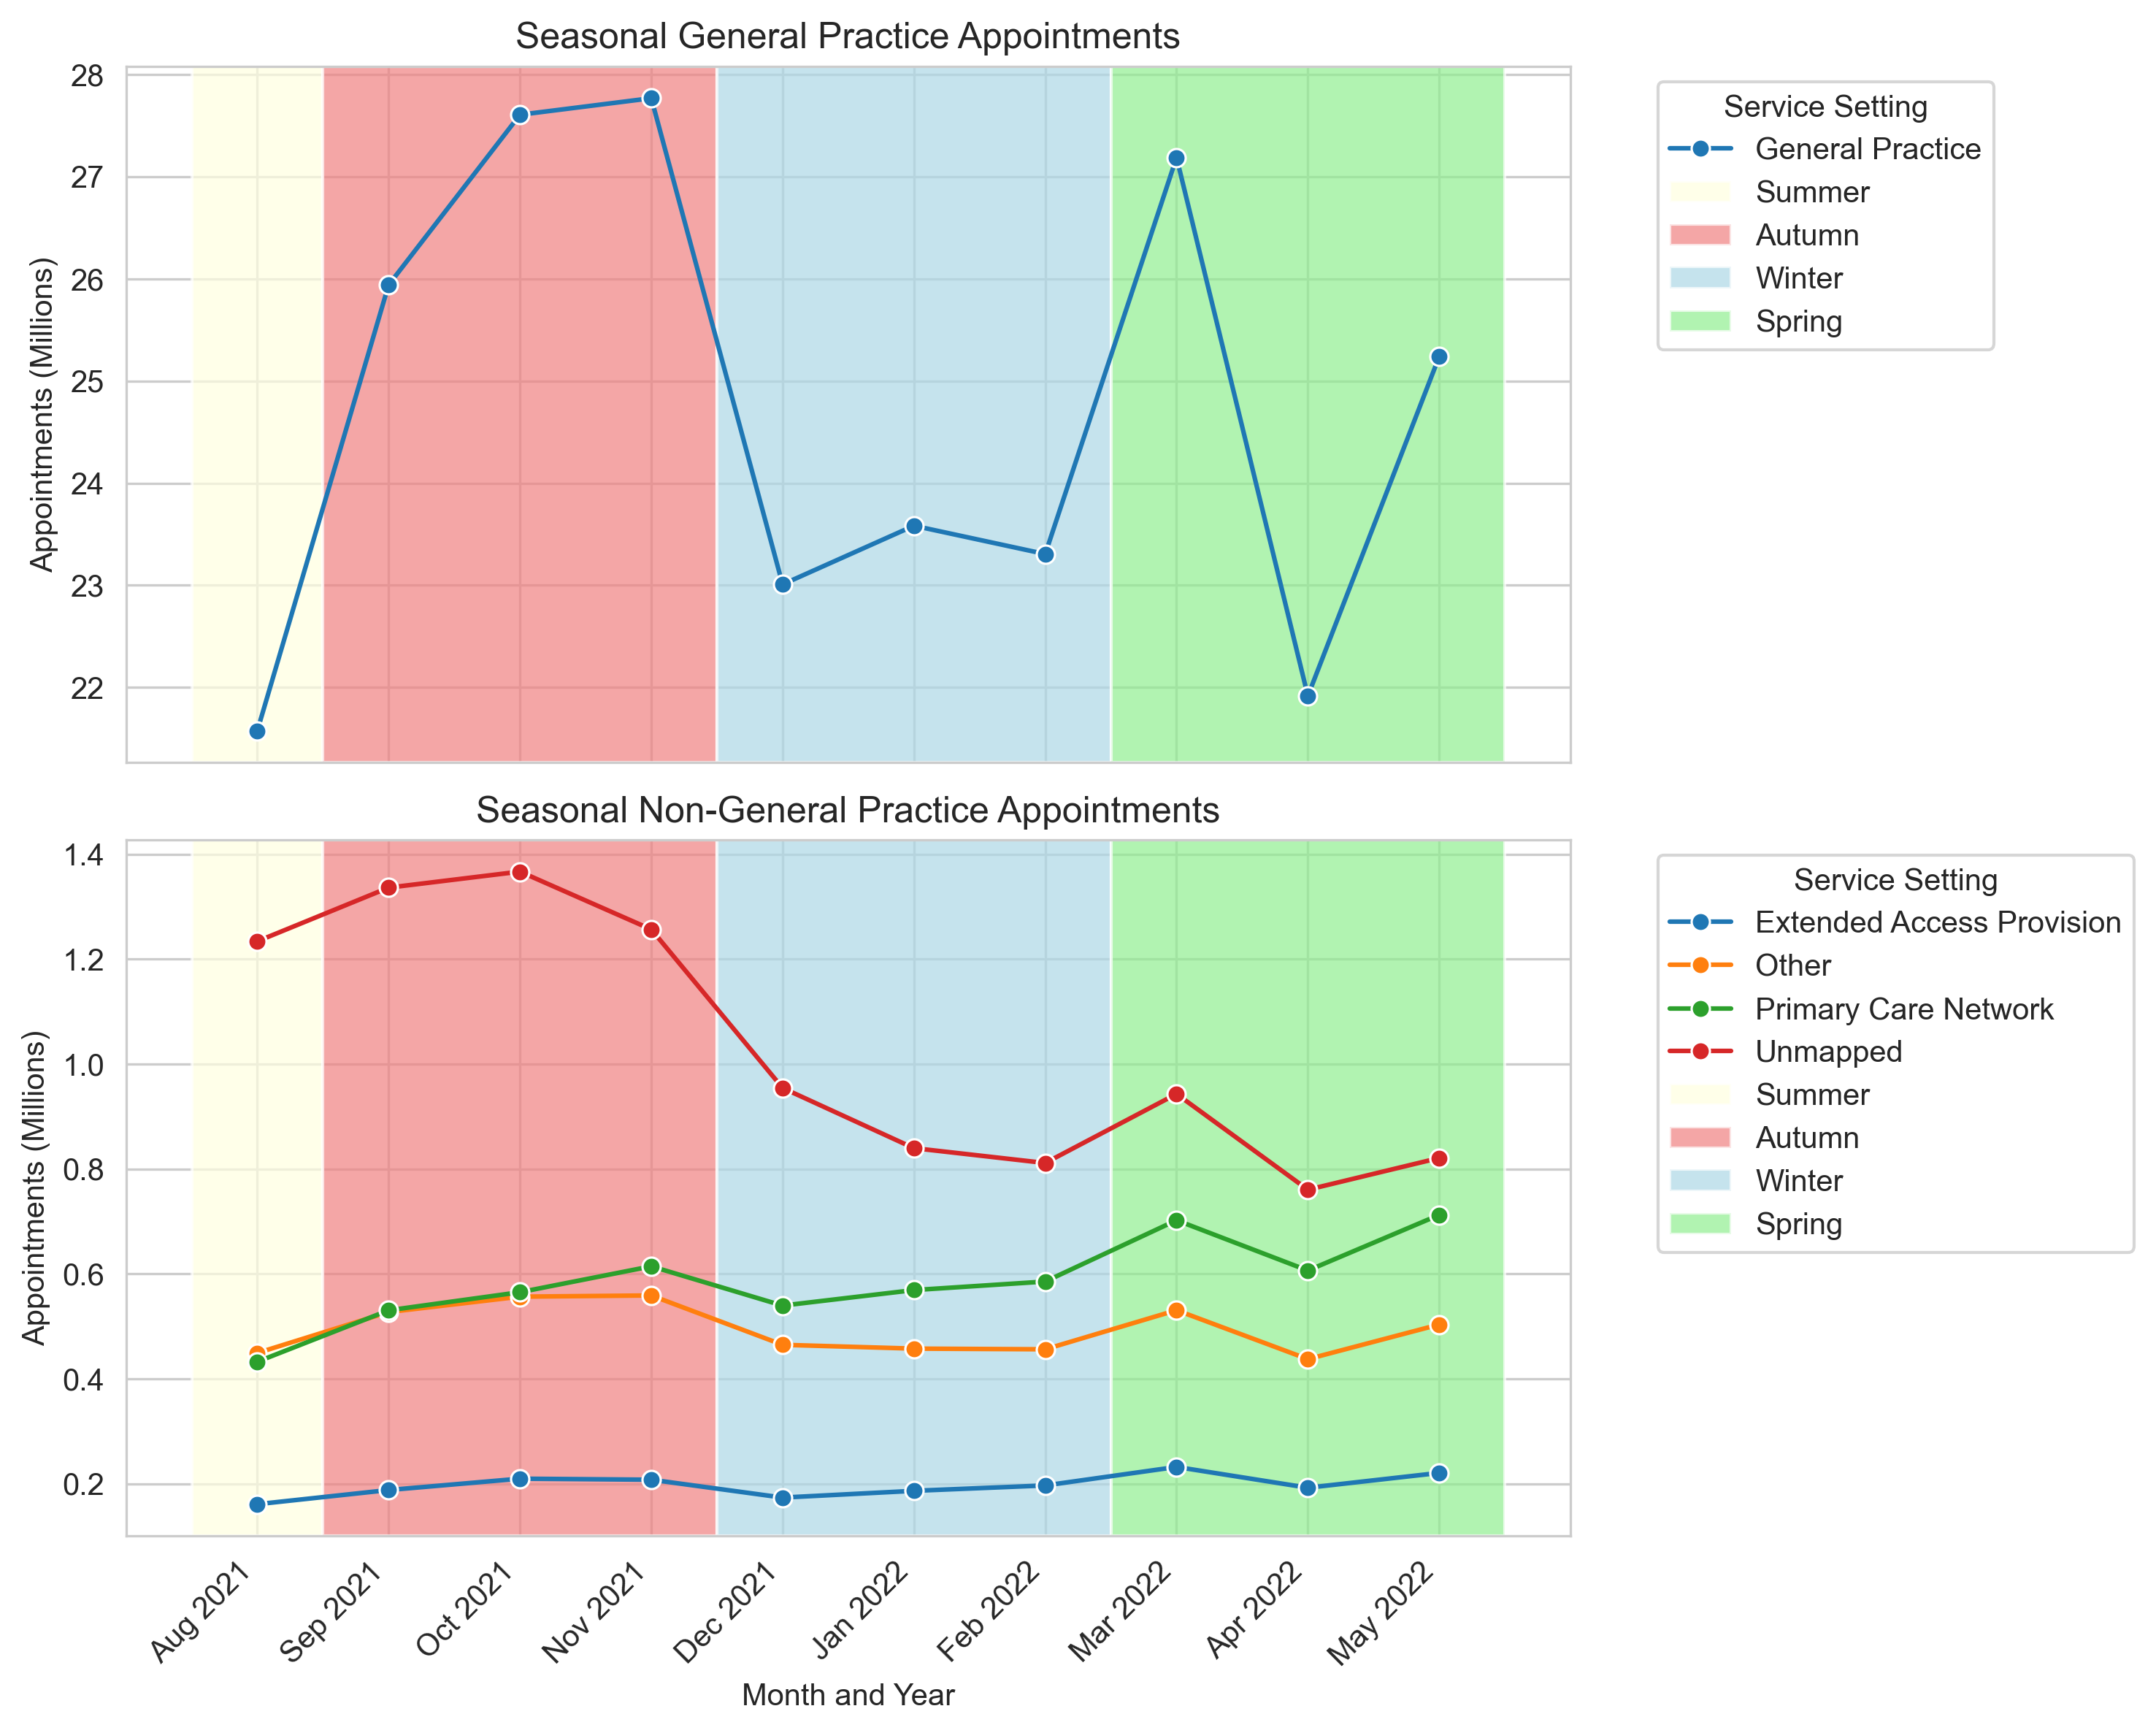 Seasonal General Practice Appointments
28
27
26
25
24
23
22
Appointments (Millions)
Service Setting
General Practice
Summer
Autumn
Winter
Spring
Seasonal Non-General Practice Appointments
1.4
1.2
1.0
0.8
0.6
0.4
0.2
Appointments (Millions)
Service Setting
Extended Access Provision
Other
Primary Care Network
Unmapped
Summer
Autumn
Winter
Spring
Aug 2021
Sep 2021
Oct 2021
Nov 2021
Dec 2021
Jan 2022
Feb 2022
Mar 2022
Apr 2022
May 2022
Month and Year